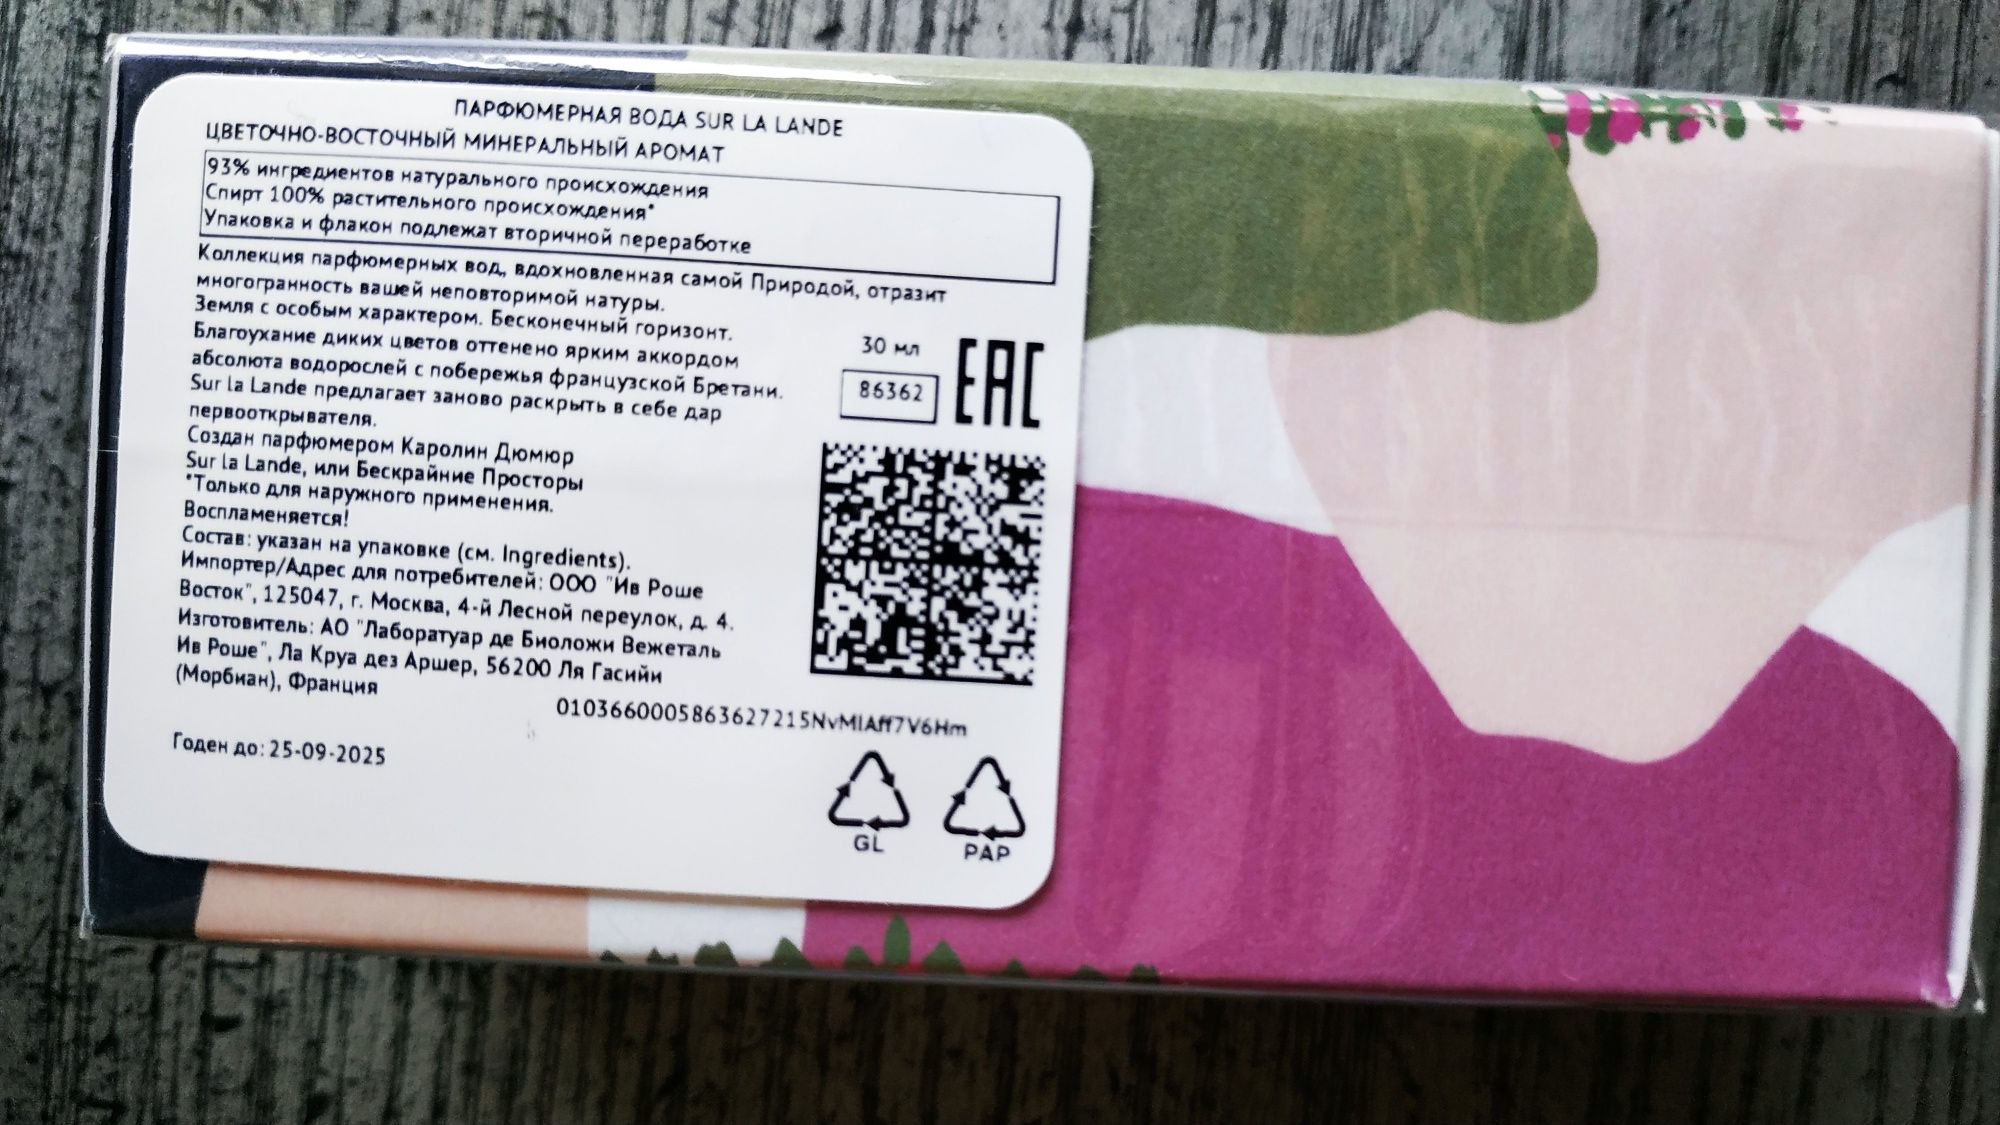 ПАРФЮМЕРНАЯ ВОДА SUR LA LANDE
ЦВЕТОЧНО-ВОСТОЧНЫЙ МИНЕРАЛЬНЫЙ АРОМАТ
93% ингредиентов натурального происхождения
Спирт 100% растительного происхождения*
Упаковка и флакон подлежат вторичной переработке
Коллекция парфюмерных вод, вдохновленная самой Природой, отразит
многогранность вашей неповторимой натуры.
Земля с особым характером. Бесконечный горизонт.
Благоухание диких цветов оттенено ярким аккордом
абсолюта водорослей с побережья французской Бретани.
Sur la Lande предлагает заново раскрыть в себе дар
первооткрывателя.
Создан парфюмером Каролин Дюмюр
Sur la Lande, или Бескрайние Просторы
*Только для наружного применения.
Воспламеняется!
Состав: указан на упаковке (см. Ingredients).
Импортер/Адрес для потребителей: ООО "Ив Роше
Восток", 125047, г. Москва, 4-й Лесной переулок, д. 4.
Изготовитель: АО "Лаборатуар де Биоложи Вежеталь
Ив Роше", Ла Круа дез Аршер, 56200 Ля Гасийи
(Морбиан), Франция
30 мл
86362
EAC
0103660005863627215NvMIAff7V6Hm
Годен до: 25-09-2025
GL
PAP